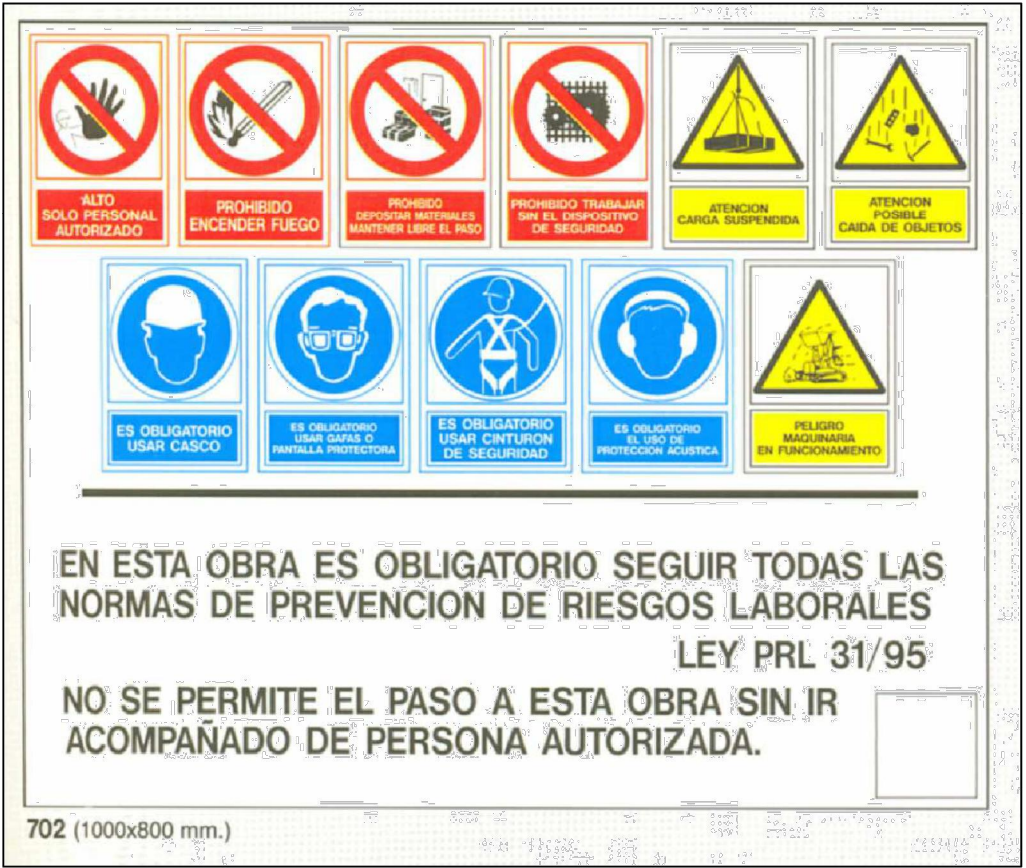 ALTO
SOLO PERSONAL
AUTORIZADO
PROHIBIDO
ENCENDER FUEGO
PROHIBIDO
DEPOSITAR MATERIALES
MANTENER LIBRE EL PASO
PROHIBIDO TRABAJAR
SIN EL DISPOSITIVO
DE SEGURIDAD
ATENCION
CARGA SUSPENDIDA
ATENCION
POSIBLE
CAIDA DE OBJETOS
ES OBLIGATORIO
USAR CASCO
ES OBLIGATORIO
USAR GAFAS O
PANTALLA PROTECTORA
ES OBLIGATORIO
USAR CINTURON
DE SEGURIDAD
ES OBLIGATORIO
EL USO DE
PROTECCION ACUSTICA
PELIGRO
MAQUINARIA
EN FUNCIONAMIENTO
EN ESTA OBRA ES OBLIGATORIO SEGUIR TODAS LAS
NORMAS DE PREVENCION DE RIESGOS LABORALES
LEY PRL 31/95
NO SE PERMITE EL PASO A ESTA OBRA SIN IR
ACOMPAÑADO DE PERSONA AUTORIZADA.
702 (1000x800 mm.)